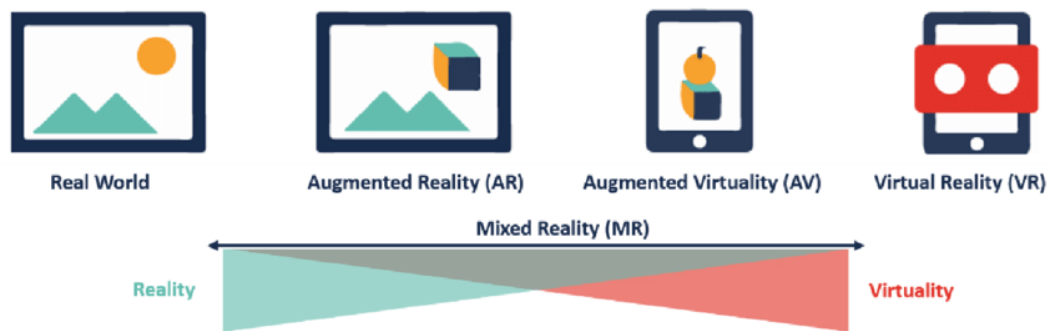 Real World
Augmented Reality (AR)
Augmented Virtuality (AV)
Virtual Reality (VR)
Mixed Reality (MR)
Reality
Virtuality